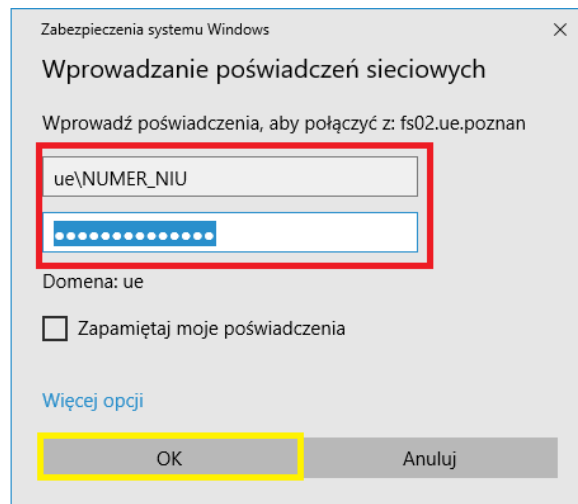 Zabezpieczenia systemu Windows
Wprowadzanie poświadczeń sieciowych
Wprowadź poświadczenia, aby połączyć z: fs02.ue.poznan
ue\NUMER_NIU
••••••••••••••
Domena: ue
Zapamiętaj moje poświadczenia
Więcej opcji
OK Anuluj